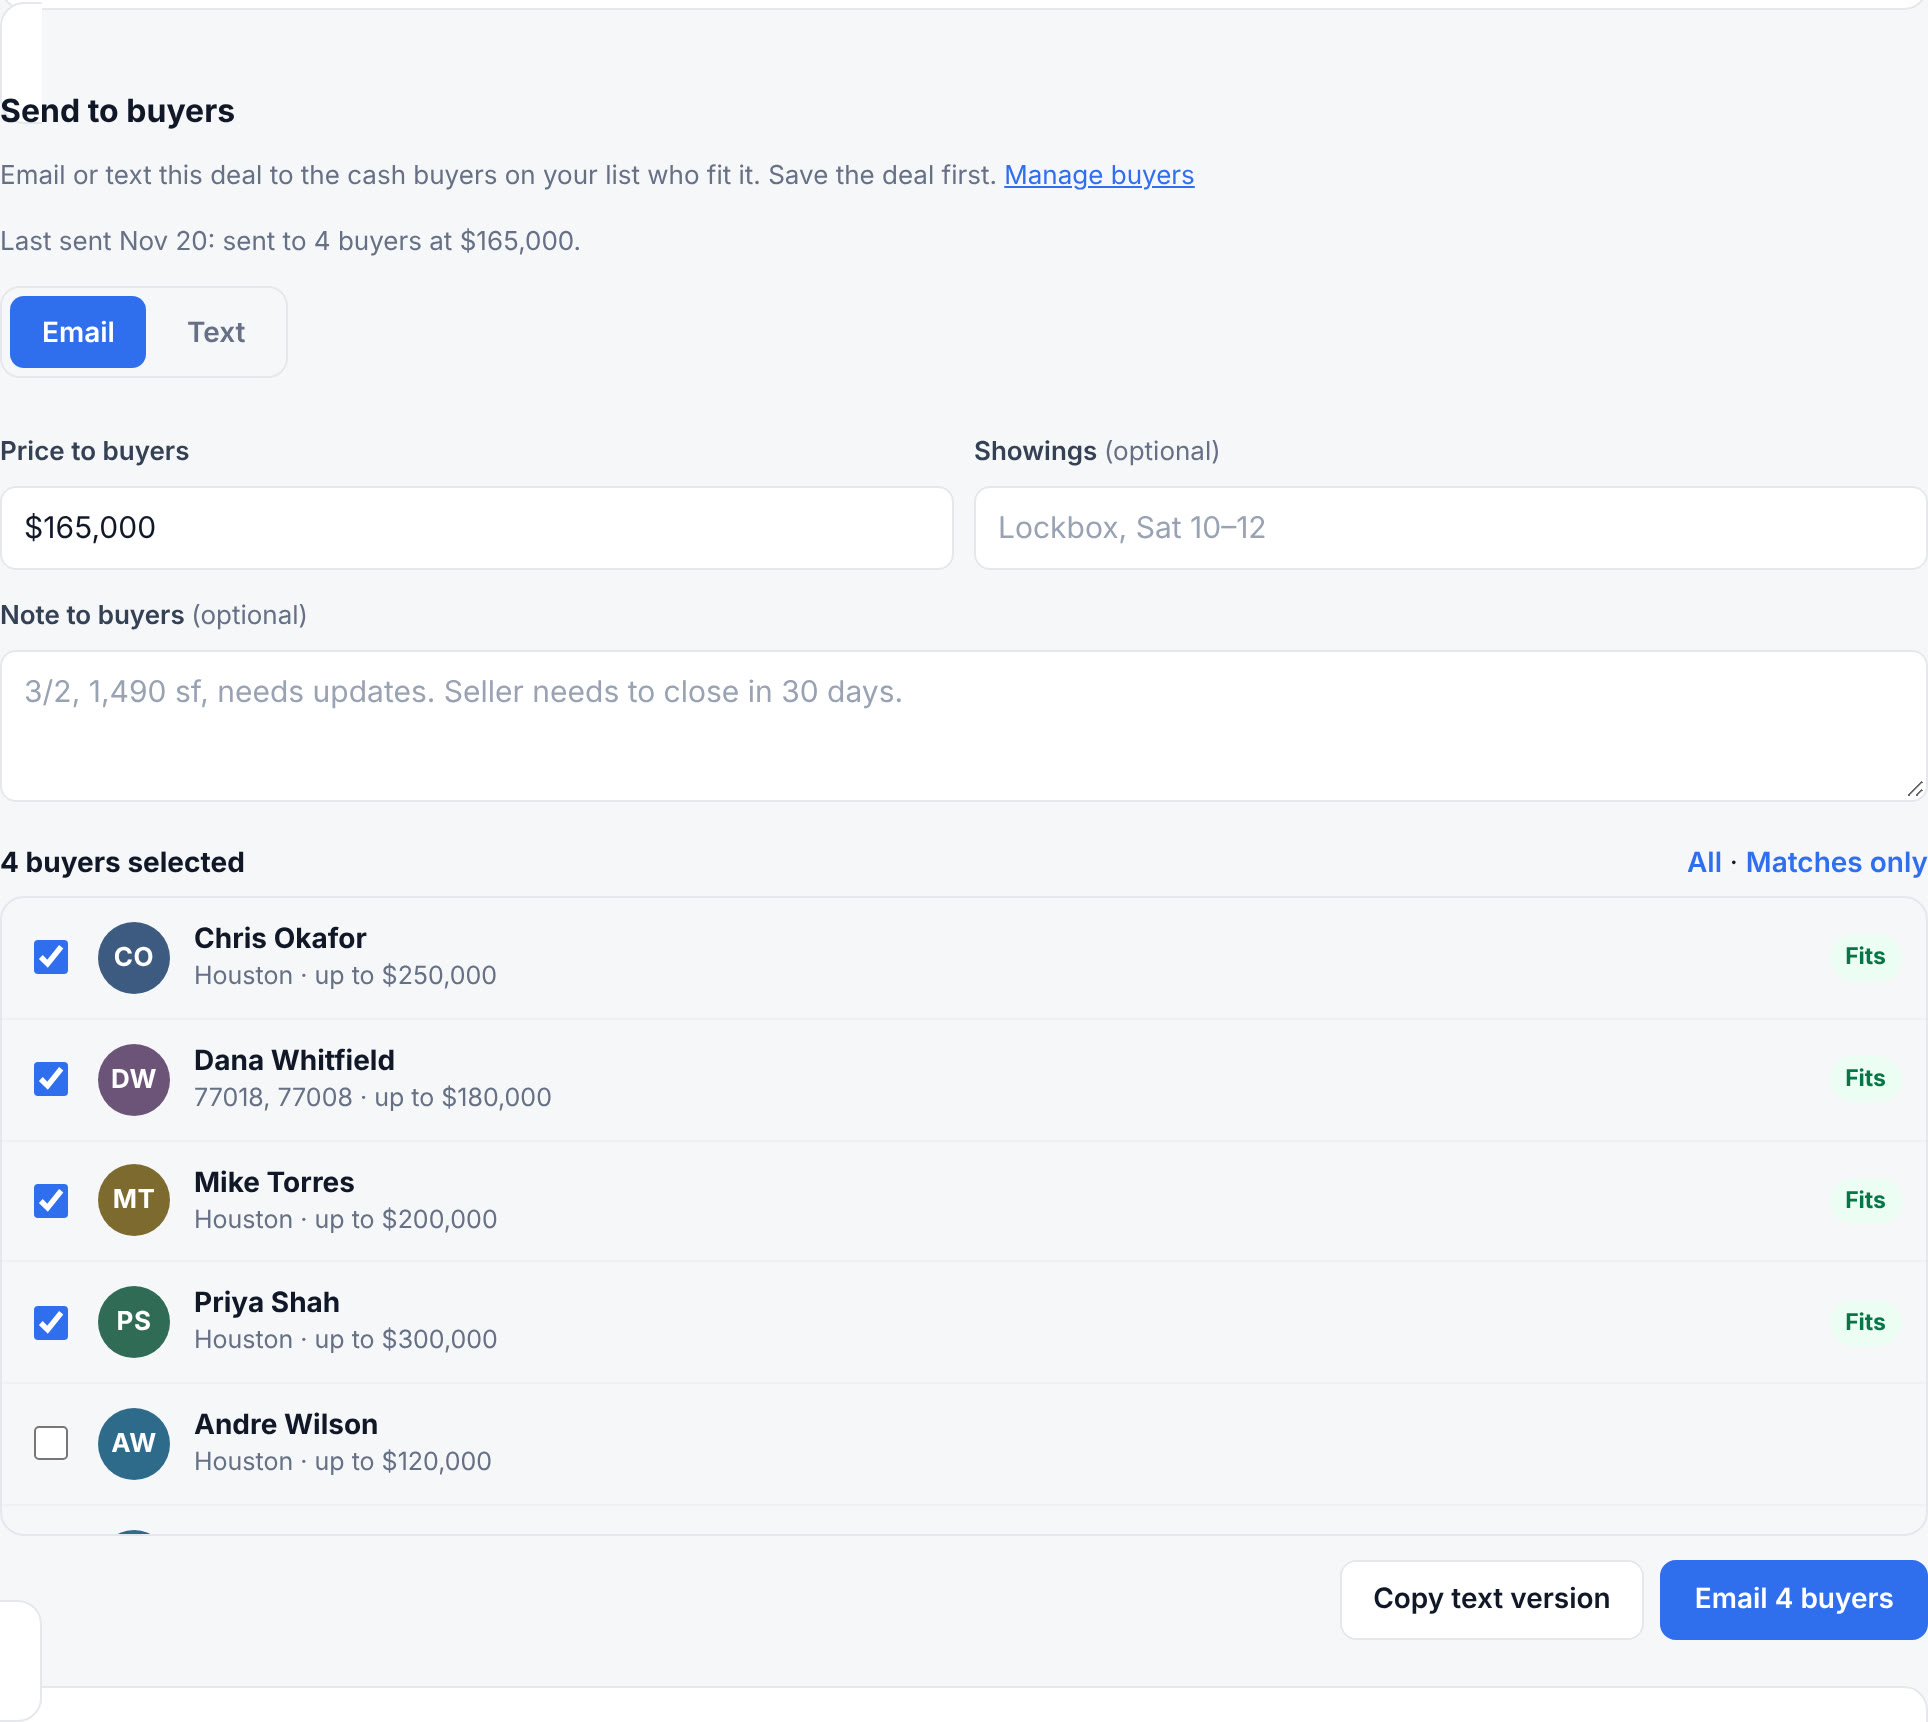 Send to buyers
Email or text this deal to the cash buyers on your list who fit it. Save the deal first. Manage buyers
Last sent Nov 20: sent to 4 buyers at $165,000.
Email Text
Price to buyers
Showings (optional)
$165,000
Lockbox, Sat 10–12
Note to buyers (optional)
3/2, 1,490 sf, needs updates. Seller needs to close in 30 days.
4 buyers selected
All · Matches only
CO
Chris Okafor
Houston · up to $250,000
Fits
DW
Dana Whitfield
77018, 77008 · up to $180,000
Fits
MT
Mike Torres
Houston · up to $200,000
Fits
PS
Priya Shah
Houston · up to $300,000
Fits
AW
Andre Wilson
Houston · up to $120,000
Copy text version
Email 4 buyers